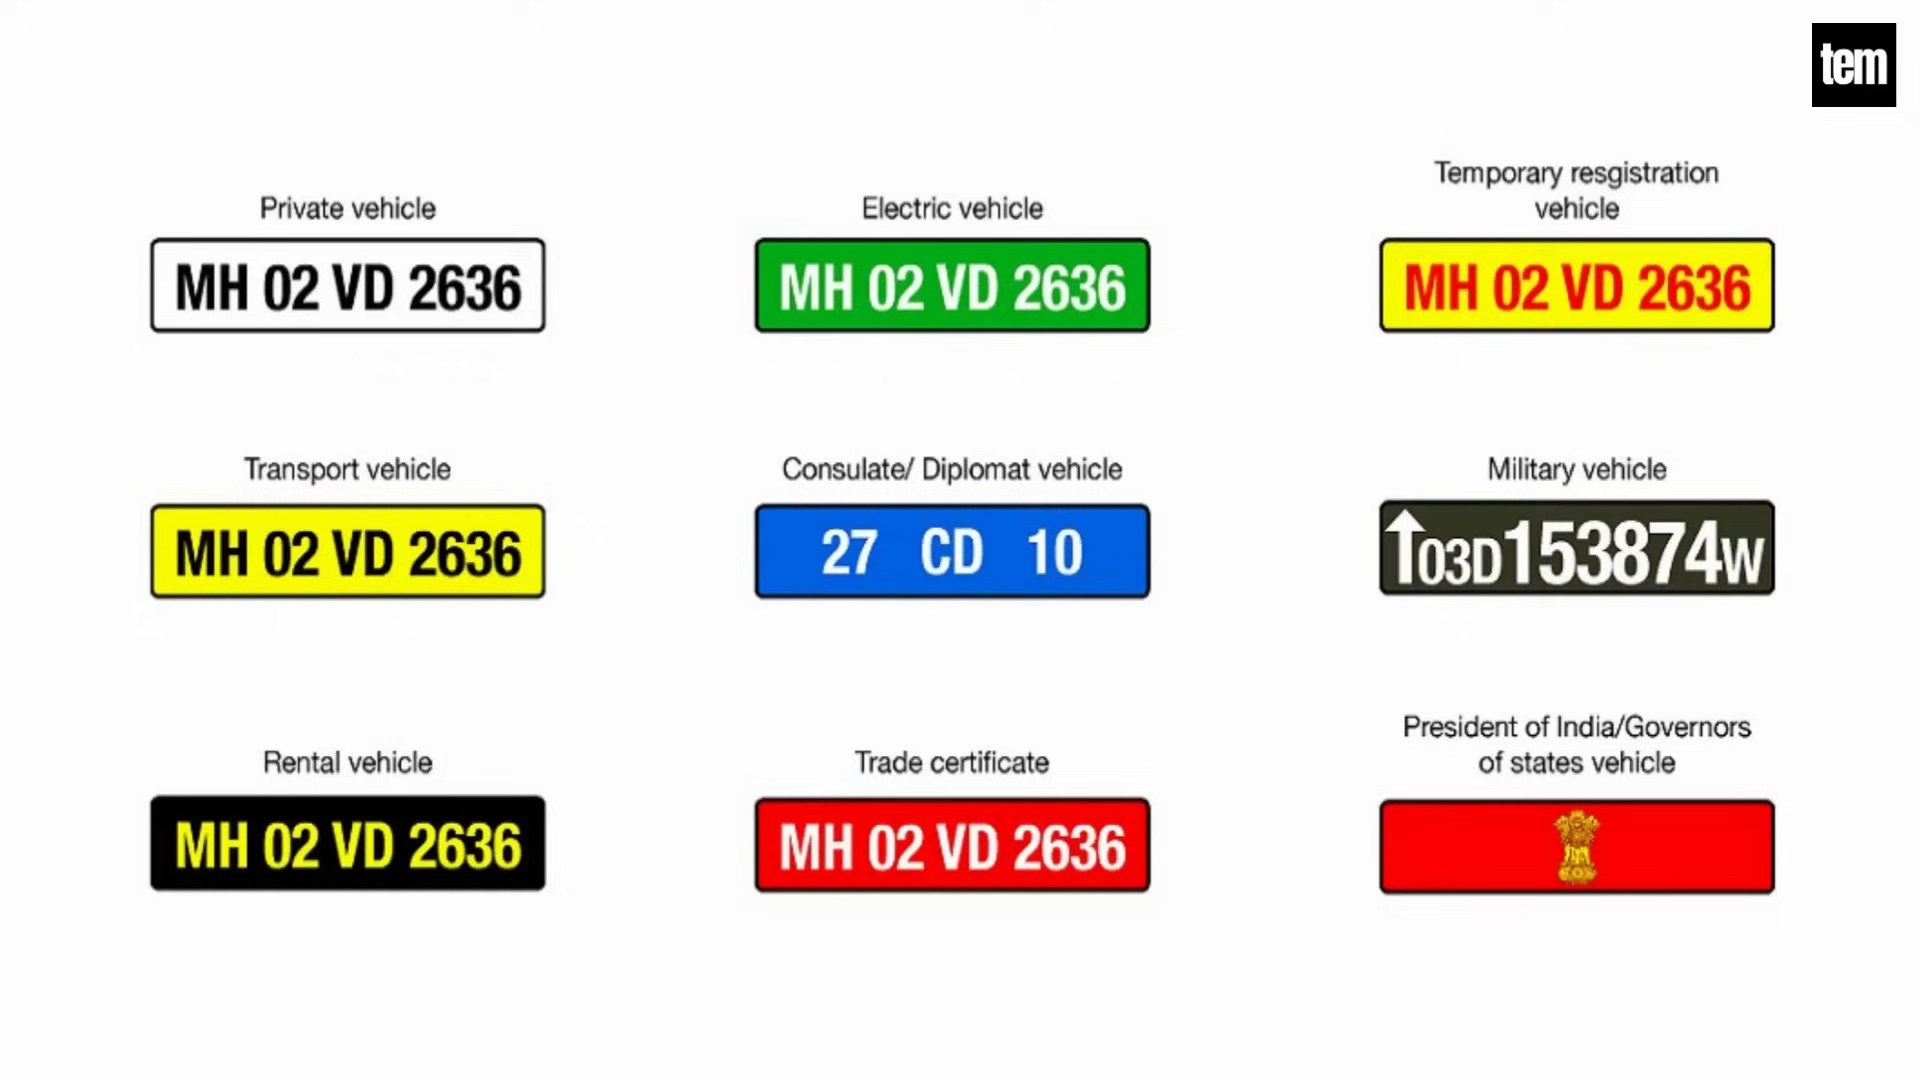 tem
Private vehicle
MH 02 VD 2636
Electric vehicle
MH 02 VD 2636
Temporary resgistration
vehicle
MH 02 VD 2636
Transport vehicle
MH 02 VD 2636
Consulate/ Diplomat vehicle
27 CD 10
Military vehicle
↑03D153874W
Rental vehicle
MH 02 VD 2636
Trade certificate
MH 02 VD 2636
President of India/Governors
of states vehicle